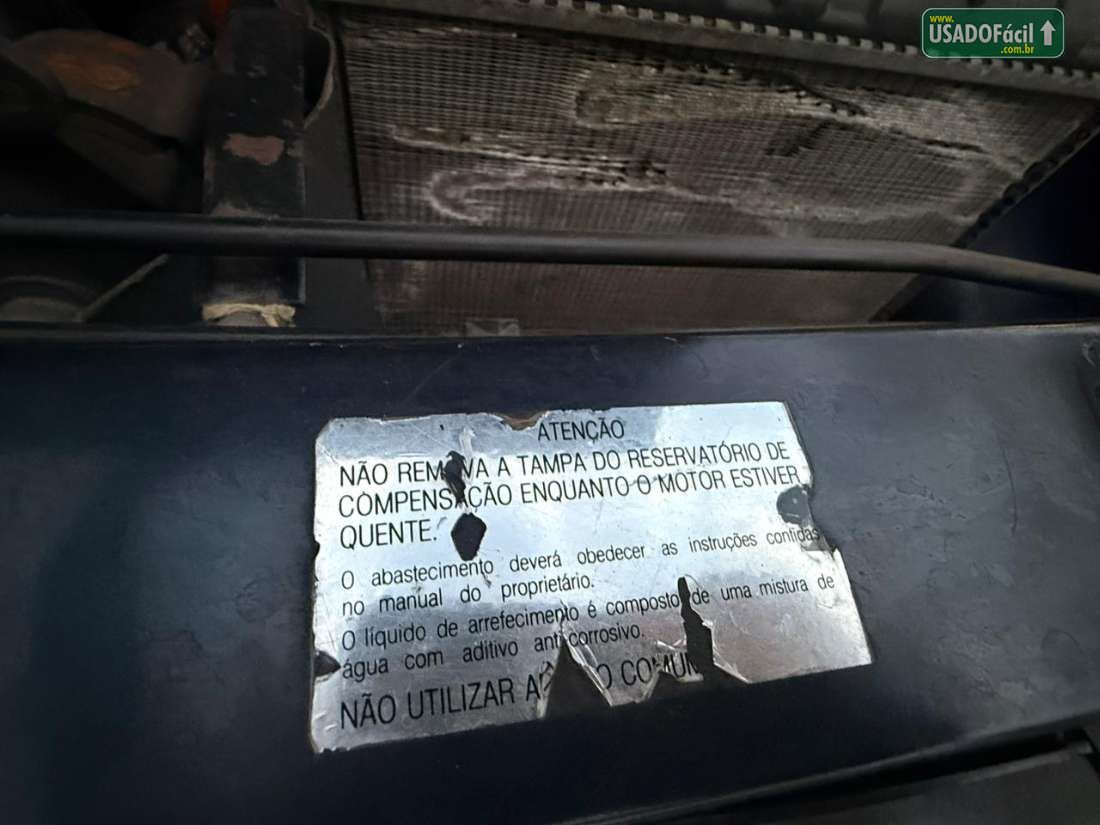 www.
USADOFácil
.com.br
ATENÇÃO
NÃO REMOVA A TAMPA DO RESERVATÓRIO DE
COMPENSAÇÃO ENQUANTO O MOTOR ESTIVER
QUENTE.
O abastecimento deverá obedecer as instruções contidas
no manual do proprietário.
O líquido de arrefecimento é composto de uma mistura de
água com aditivo anticorrosivo.
NÃO UTILIZAR COMUM